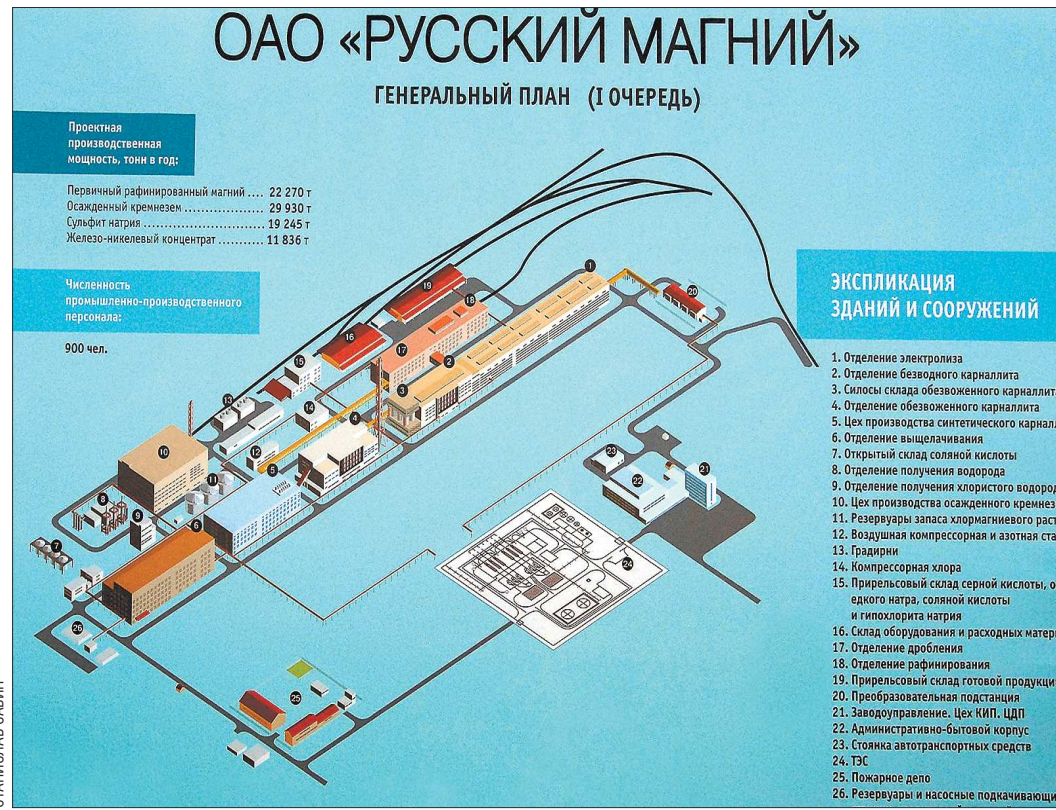 ОАО «РУССКИЙ МАГНИЙ»
ГЕНЕРАЛЬНЫЙ ПЛАН (I ОЧЕРЕДЬ)
Проектная
производственная
мощность, тонн в год:
Первичный рафинированный магний .... 22 270 т
Осажденный кремнезем .................. 29 930 т
Сульфит натрия ........................... 19 245 т
Железо-никелевый концентрат .......... 11 836 т
Численность
промышленно-производственного
персонала:
900 чел.
ЭКСПЛИКАЦИЯ
ЗДАНИЙ И СООРУЖЕНИЙ
1. Отделение электролиза
2. Отделение безводного карналлита
3. Силосы склада обезвоженного карналлит
4. Отделение обезвоженного карналлита
5. Цех производства синтетического карнал
6. Отделение выщелачивания
7. Открытый склад соляной кислоты
8. Отделение получения водорода
9. Отделение получения хлористого водород
10. Цех производства осажденного кремнез
11. Резервуары запаса хлормагниевого раст
12. Воздушная компрессорная и азотная ста
13. Градирни
14. Компрессорная хлора
15. Прирельсовый склад серной кислоты, о
едкого натра, соляной кислоты
и гипохлорита натрия
16. Склад оборудования и расходных матери
17. Отделение дробления
18. Отделение рафинирования
19. Прирельсовый склад готовой продукци
20. Преобразовательная подстанция
21. Заводоуправление. Цех КИП. ЦДП
22. Административно-бытовой корпус
23. Стоянка автотранспортных средств
24. ТЭС
25. Пожарное депо
26. Резервуары и насосные подкачивающи
1
2
3
4
5
6
7
8
9
10
11
12
13
14
15
16
17
18
19
20
21
22
23
24
25
26